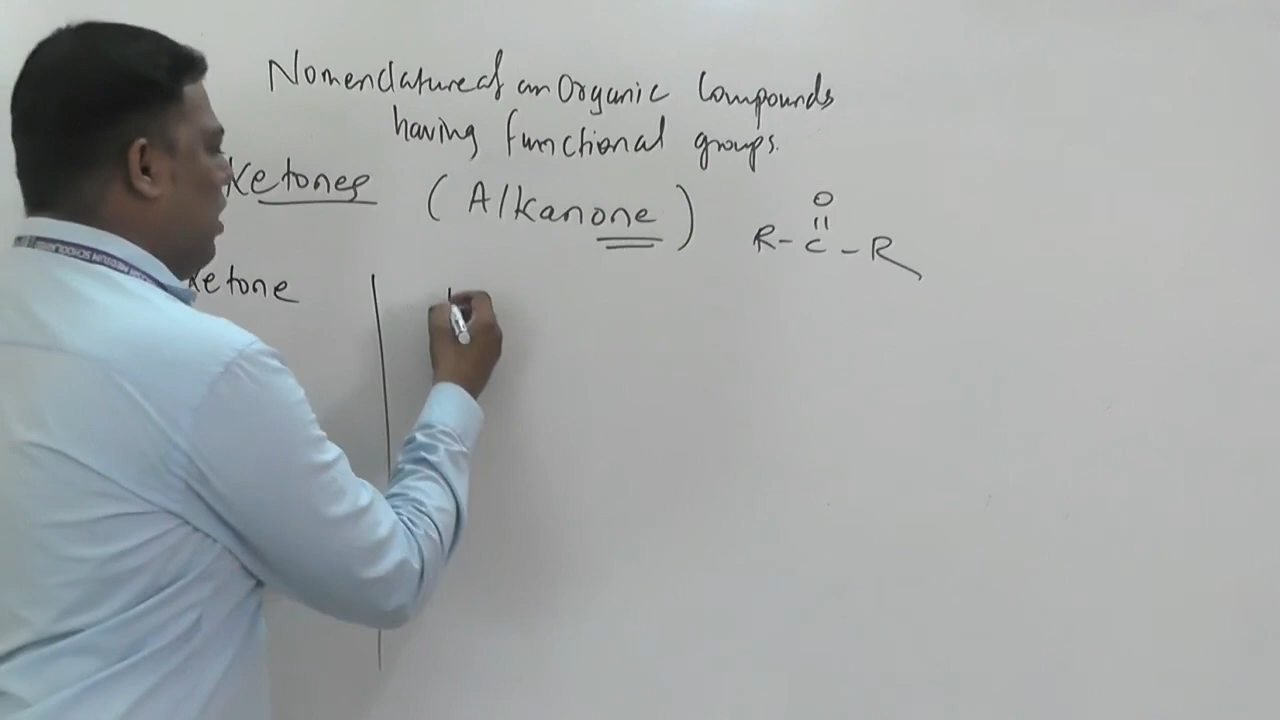 Nomenclature of an Organic Compounds
having functional groups.
Ketones (Alkanone)
O
R-C-R
Ketone